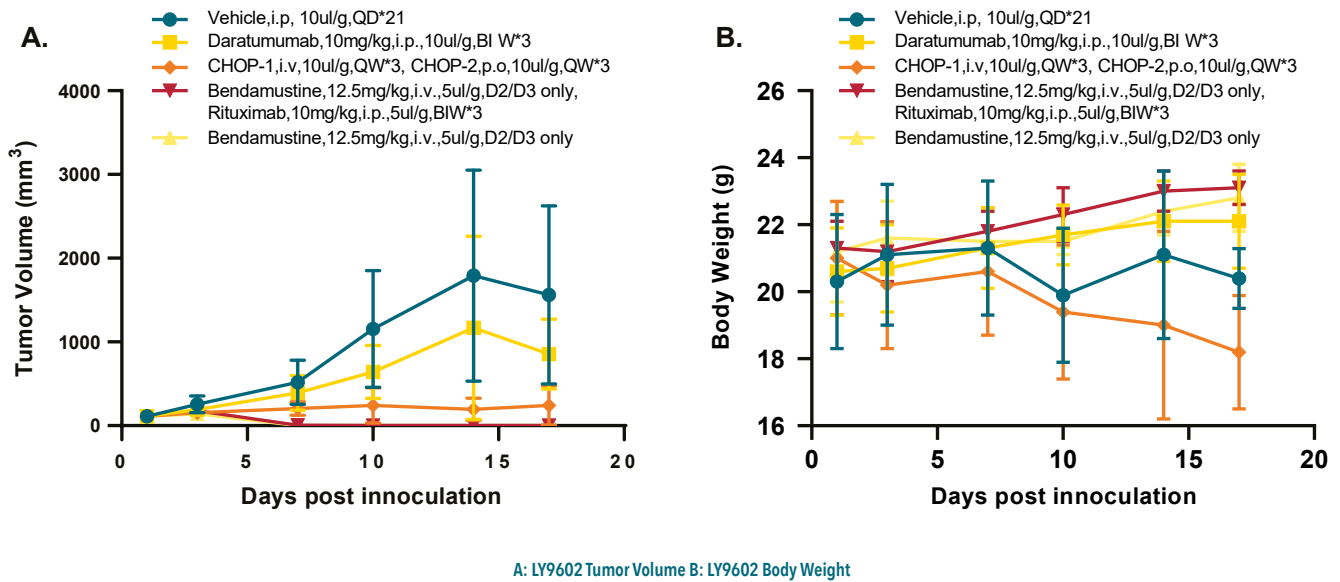 A.
Vehicle,i.p, 10ul/g,QD*21
Daratumumab,10mg/kg,i.p.,10ul/g,BI W*3
CHOP-1,i.v,10ul/g,QW*3, CHOP-2,p.o,10ul/g,QW*3
Bendamustine,12.5mg/kg,i.v.,5ul/g,D2/D3 only,
Rituximab,10mg/kg,i.p.,5ul/g,BIW*3
Bendamustine,12.5mg/kg,i.v.,5ul/g,D2/D3 only
Tumor Volume (mm³)
4000
3000
2000
1000
0
0 5 10 15 20
Days post innoculation
B.
Vehicle,i.p, 10ul/g,QD*21
Daratumumab,10mg/kg,i.p.,10ul/g,BI W*3
CHOP-1,i.v,10ul/g,QW*3, CHOP-2,p.o,10ul/g,QW*3
Bendamustine,12.5mg/kg,i.v.,5ul/g,D2/D3 only,
Rituximab,10mg/kg,i.p.,5ul/g,BIW*3
Bendamustine,12.5mg/kg,i.v.,5ul/g,D2/D3 only
Body Weight (g)
26
24
22
20
18
16
0 5 10 15 20
Days post innoculation
A: LY9602 Tumor Volume B: LY9602 Body Weight